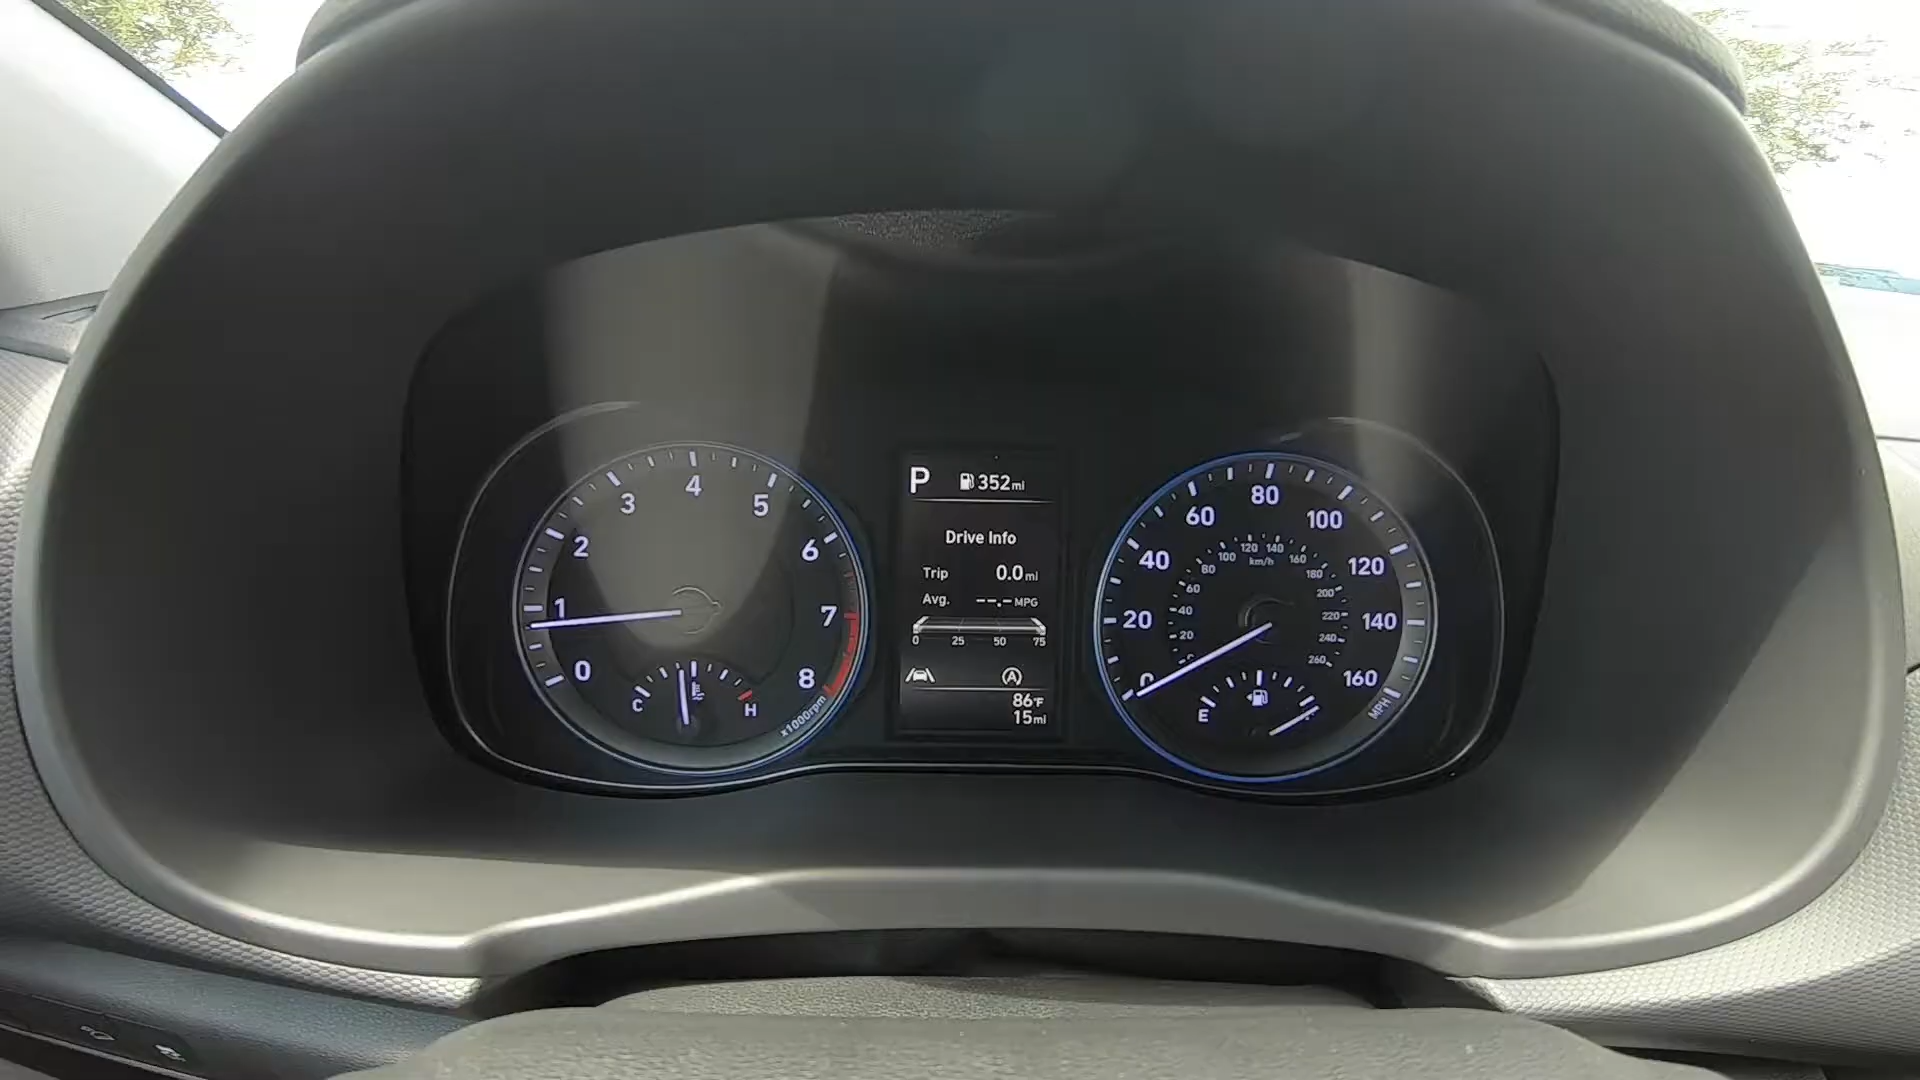 0
1
2
3
4
5
6
7
8
x1000rpm
C
H
P
352mi
Drive Info
Trip 0.0mi
Avg. --.- MPG
0 25 50 75
A
86°F
15mi
0
20
40
60
80
100
120
140
160
MPH
20
40
60
80
100
120
140
160
180
200
220
240
260
km/h
E